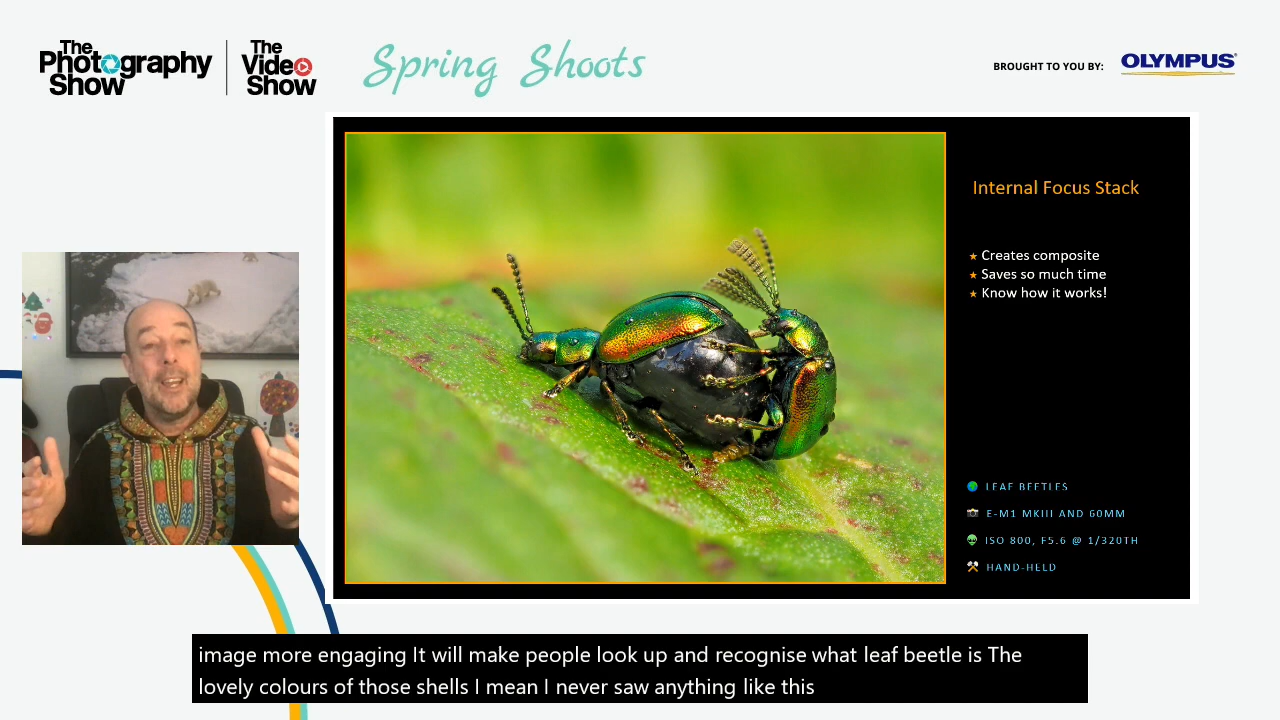 The Photography Show
The Video Show
Spring Shoots
BROUGHT TO YOU BY:
OLYMPUS
Internal Focus Stack
Creates composite
Saves so much time
Know how it works!
LEAF BEETLES
E-M1 MKIII AND 60MM
ISO 800, F5.6 @ 1/320TH
HAND-HELD
image more engaging It will make people look up and recognise what leaf beetle is The
lovely colours of those shells I mean I never saw anything like this